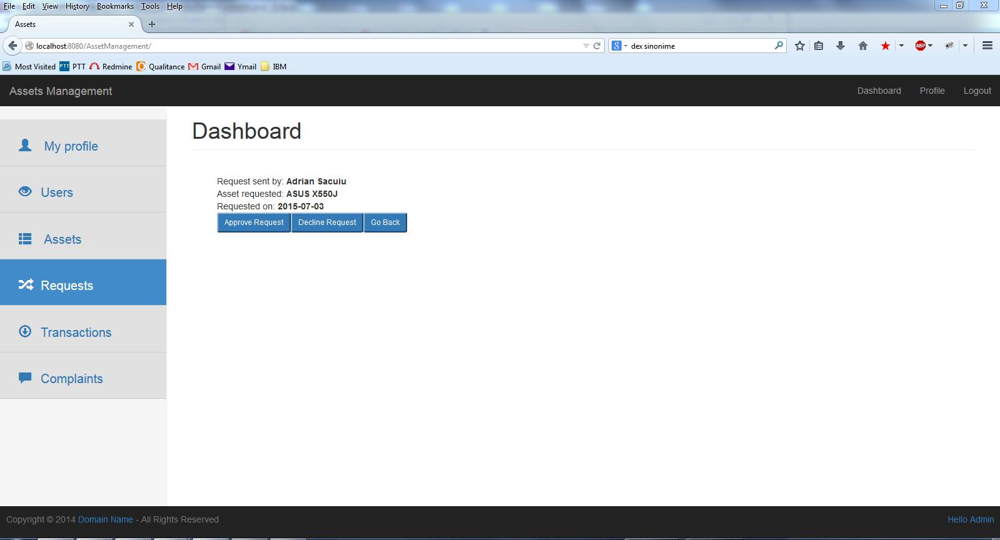 File Edit View History Bookmarks Tools Help
Assets
localhost:8080/AssetManagement/
dex sinonime
Most Visited PTT Redmine Qualitance Gmail Ymail IBM
Assets Management Dashboard Profile Logout
Dashboard
My profile
Users
Assets
Requests
Transactions
Complaints
Request sent by: Adrian Sacuiu
Asset requested: ASUS X550J
Requested on: 2015-07-03
Approve Request Decline Request Go Back
Copyright © 2014 Domain Name - All Rights Reserved Hello Admin